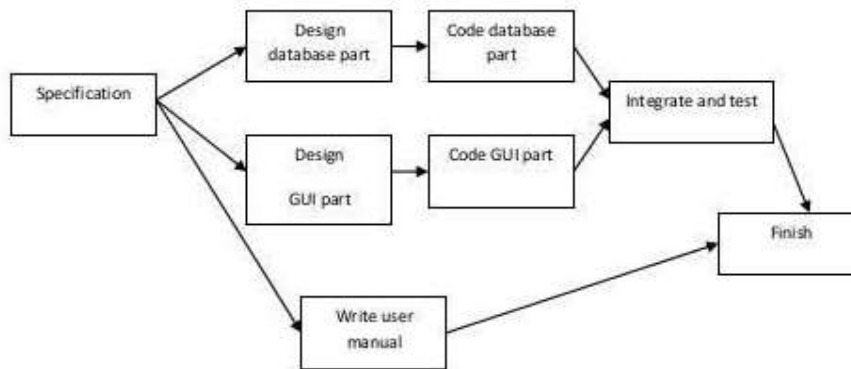 Design
database part
Code database
part
Specification
Integrate and test
Design
GUI part
Code GUI part
Finish
Write user
manual